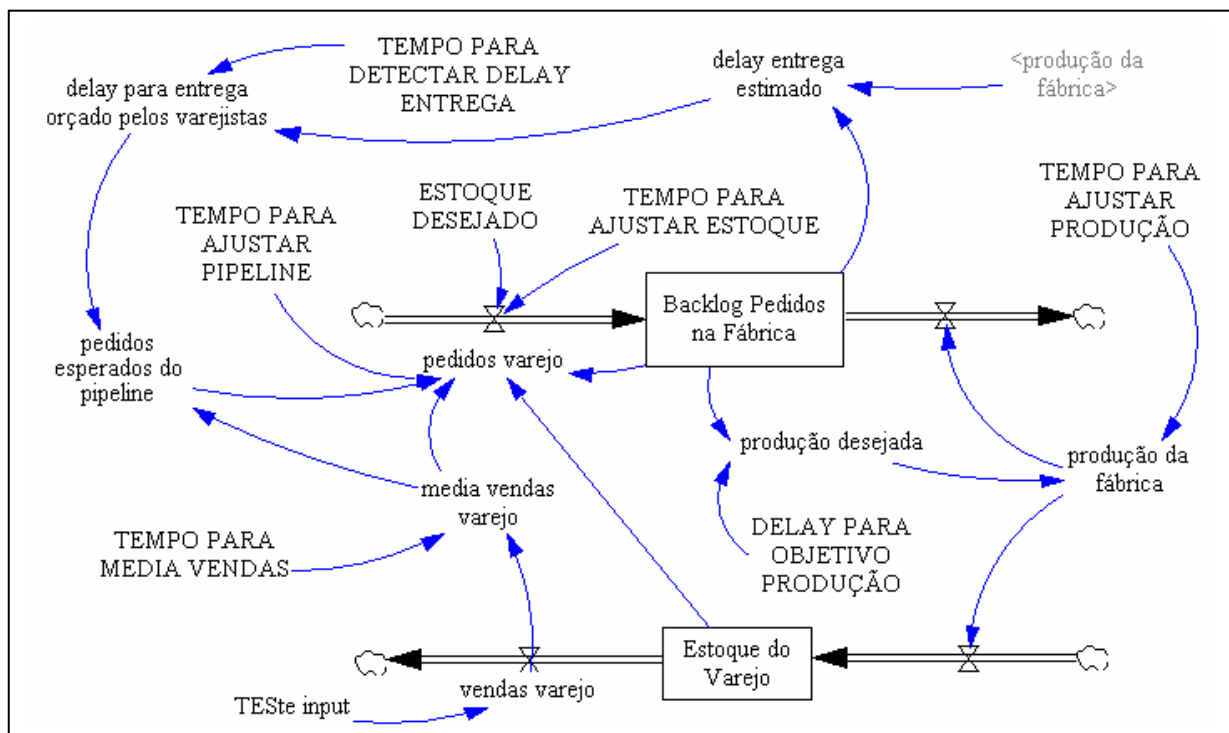 TEMPO PARA
DETECTAR DELAY
ENTREGA
delay para entrega
orçado pelos varejistas
delay entrega
estimado
<produção da
fábrica>
TEMPO PARA
AJUSTAR
PIPELINE
ESTOQUE
DESEJADO
TEMPO PARA
AJUSTAR ESTOQUE
TEMPO PARA
AJUSTAR
PRODUÇÃO
Backlog Pedidos
na Fábrica
pedidos
esperados do
pipeline
pedidos varejo
produção desejada
produção da
fábrica
media vendas
varejo
TEMPO PARA
MEDIA VENDAS
DELAY PARA
OBJETIVO
PRODUÇÃO
Estoque do
Varejo
vendas varejo
TESte input